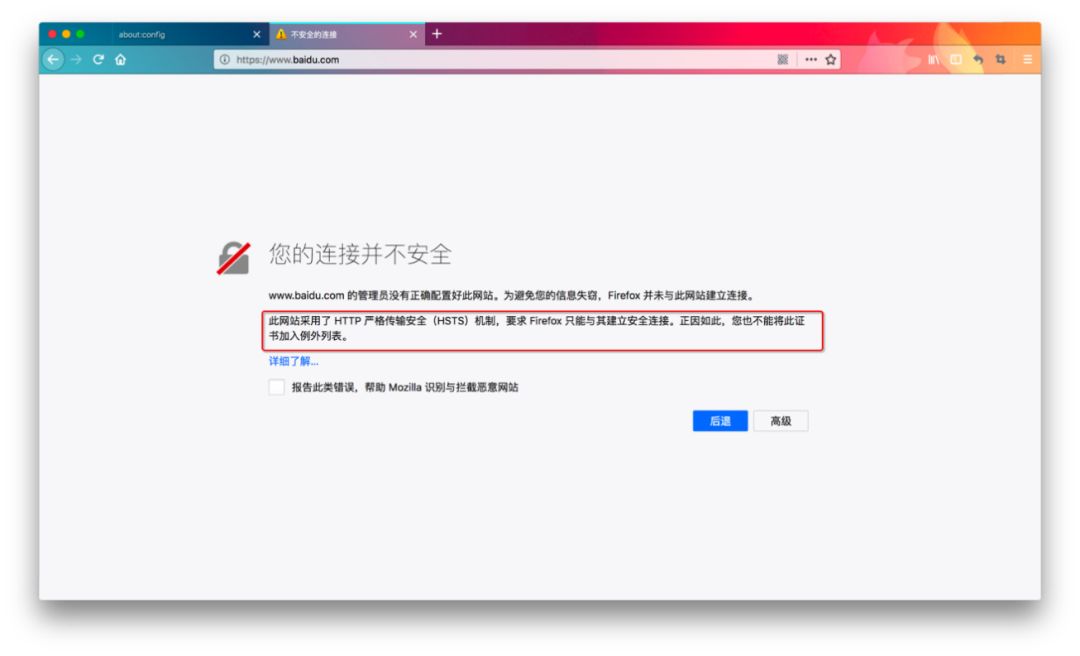 about:config
不安全的连接
https://www.baidu.com
您的连接并不安全
www.baidu.com 的管理员没有正确配置好此网站。为避免您的信息失窃，Firefox 并未与此网站建立连接。
此网站采用了 HTTP 严格传输安全（HSTS）机制，要求 Firefox 只能与其建立安全连接。正因如此，您也不能将此证
书加入例外列表。
详细了解...
报告此类错误，帮助 Mozilla 识别与拦截恶意网站
后退
高级